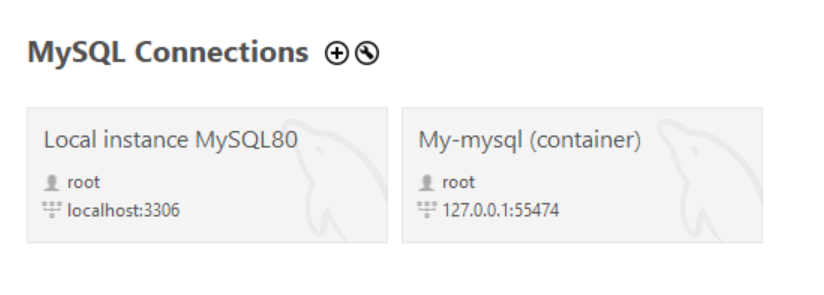 MySQL Connections
Local instance MySQL80
root
localhost:3306
My-mysql (container)
root
127.0.0.1:55474